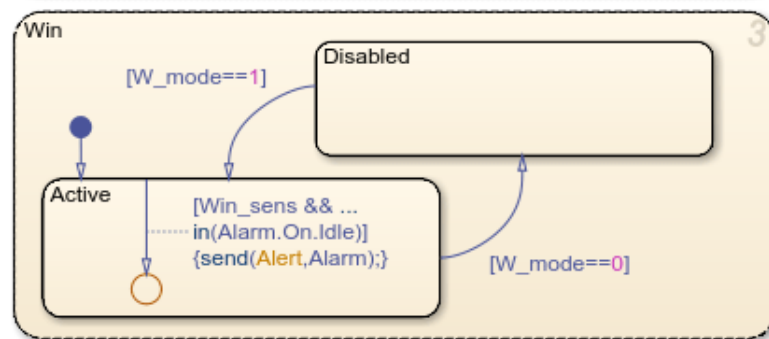 Win
3
Disabled
[W_mode==1]
Active
[Win_sens && ...
in(Alarm.On.Idle)]
{send(Alert,Alarm);}
[W_mode==0]